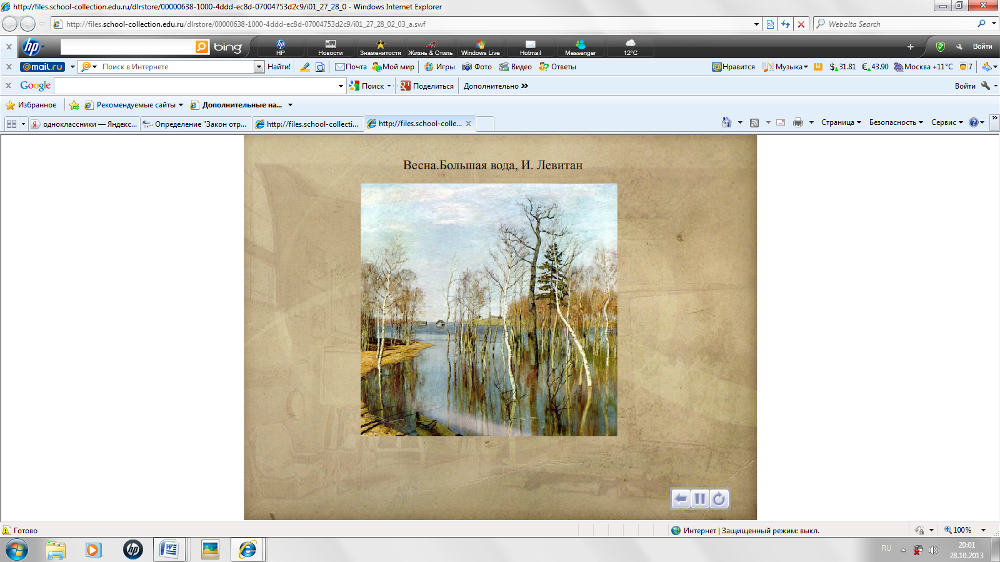 http://files.school-collection.edu.ru/dlrstore/00000638-1000-4ddd-ec8d-07004753d2c9/i01_27_28_0 - Windows Internet Explorer
http://files.school-collection.edu.ru/dlrstore/00000638-1000-4ddd-ec8d-07004753d2c9/i01_27_28_02_03_a.swf
Webalta Search
hp bing HP Новости Знаменитости Жизнь & Стиль Windows Live Hotmail Messenger 12°C Войти
@mail.ru Поиск в Интернете Найти! Почта Мой мир Игры Фото Видео Ответы Нравится Музыка $ 31.81 € 43.90 Москва +11°C 7
Google Поиск Поделиться Дополнительно Войти
Избранное Рекомендуемые сайты Дополнительные на...
одноклассники — Яндекс... Определение "Закон отр... http://files.school-collecti... http://files.school-colle... Страница Безопасность Сервис
Весна.Большая вода, И. Левитан
Готово Интернет | Защищенный режим: выкл. 100%
RU 20:01
28.10.2013